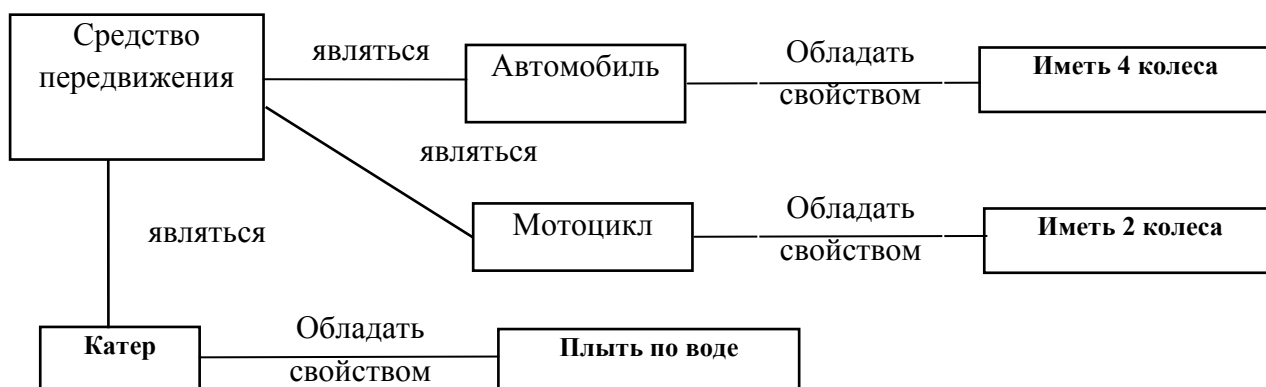 Средство
передвижения
являться
Автомобиль
Обладать
свойством
Иметь 4 колеса
являться
Мотоцикл
Обладать
свойством
Иметь 2 колеса
являться
Катер
Обладать
свойством
Плыть по воде